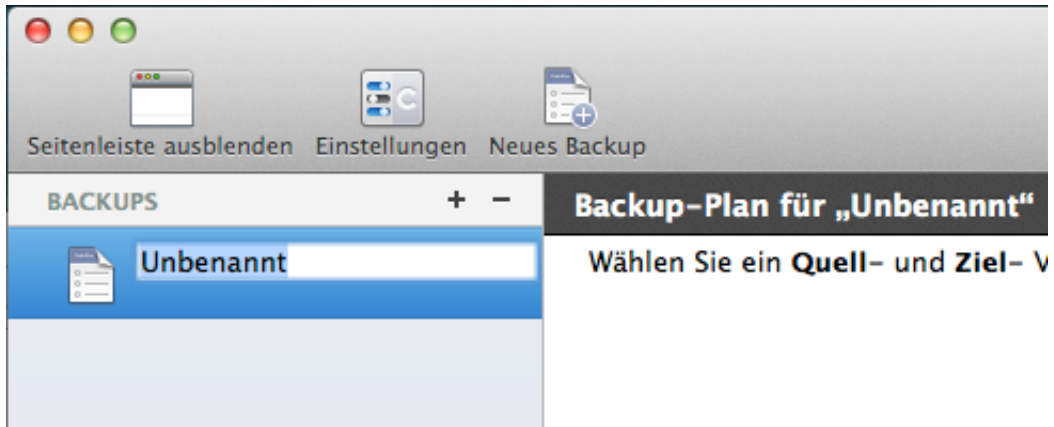 Seitenleiste ausblenden Einstellungen Neues Backup
BACKUPS + −
Backup-Plan für „Unbenannt“
Unbenannt
Wählen Sie ein Quell- und Ziel- V